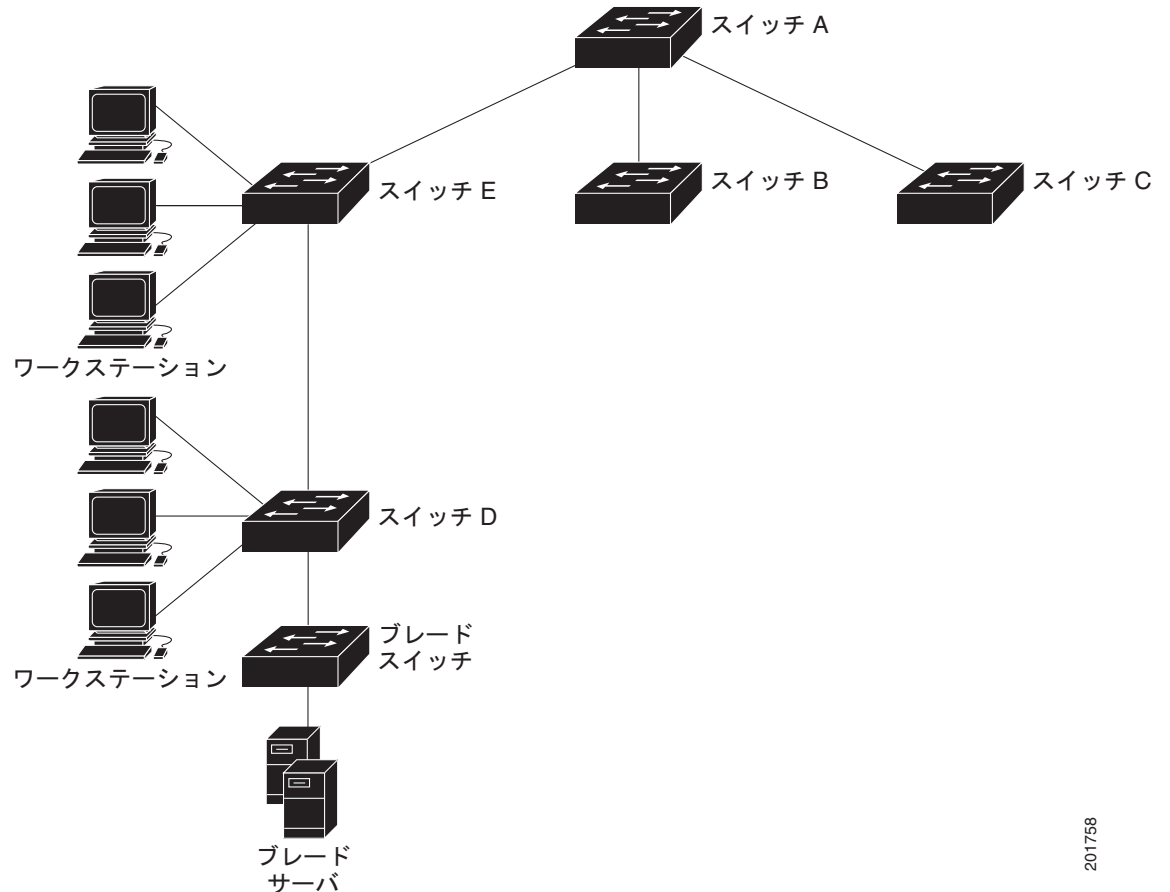 スイッチ A
スイッチ E
スイッチ B
スイッチ C
ワークステーション
スイッチ D
ブレード
スイッチ
ワークステーション
ブレード
サーバ
201758